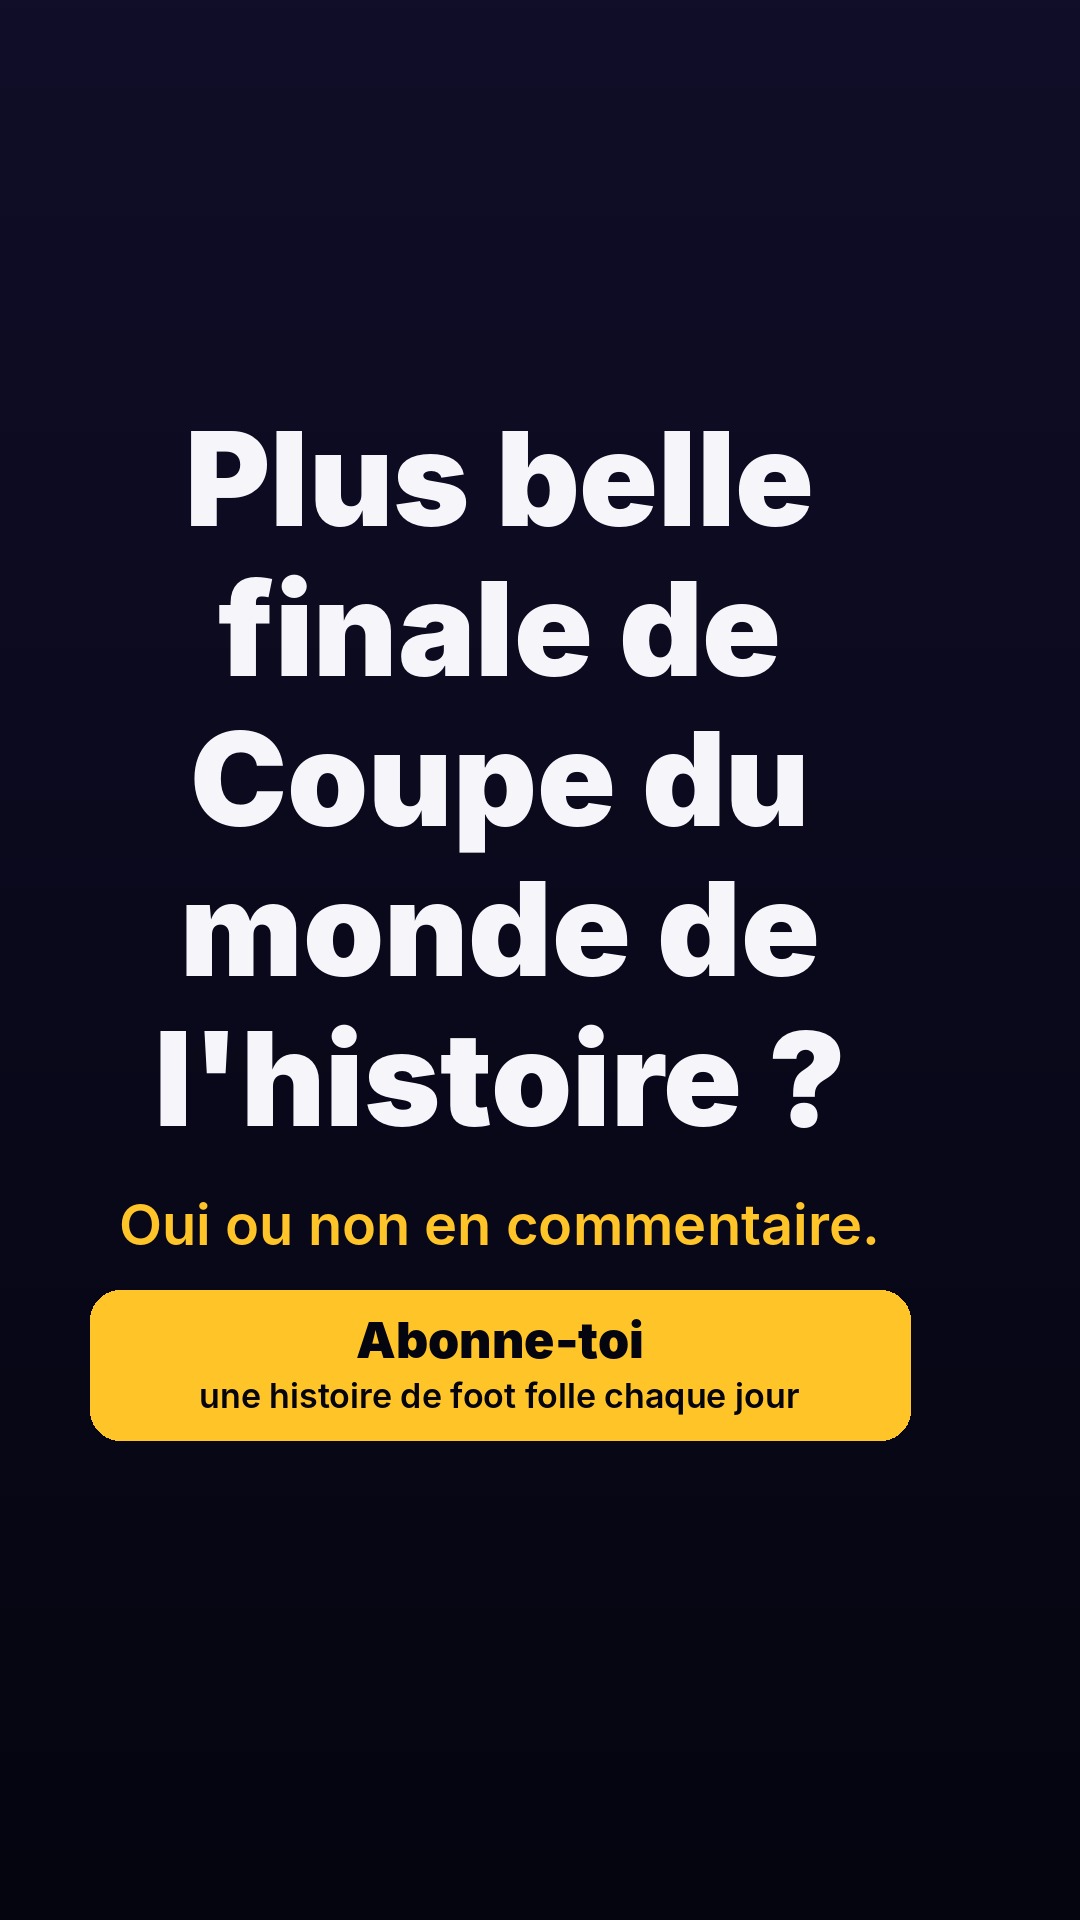 Plus belle
finale de
Coupe du
monde de
l'histoire ?
Oui ou non en commentaire.
Abonne-toi
une histoire de foot folle chaque jour